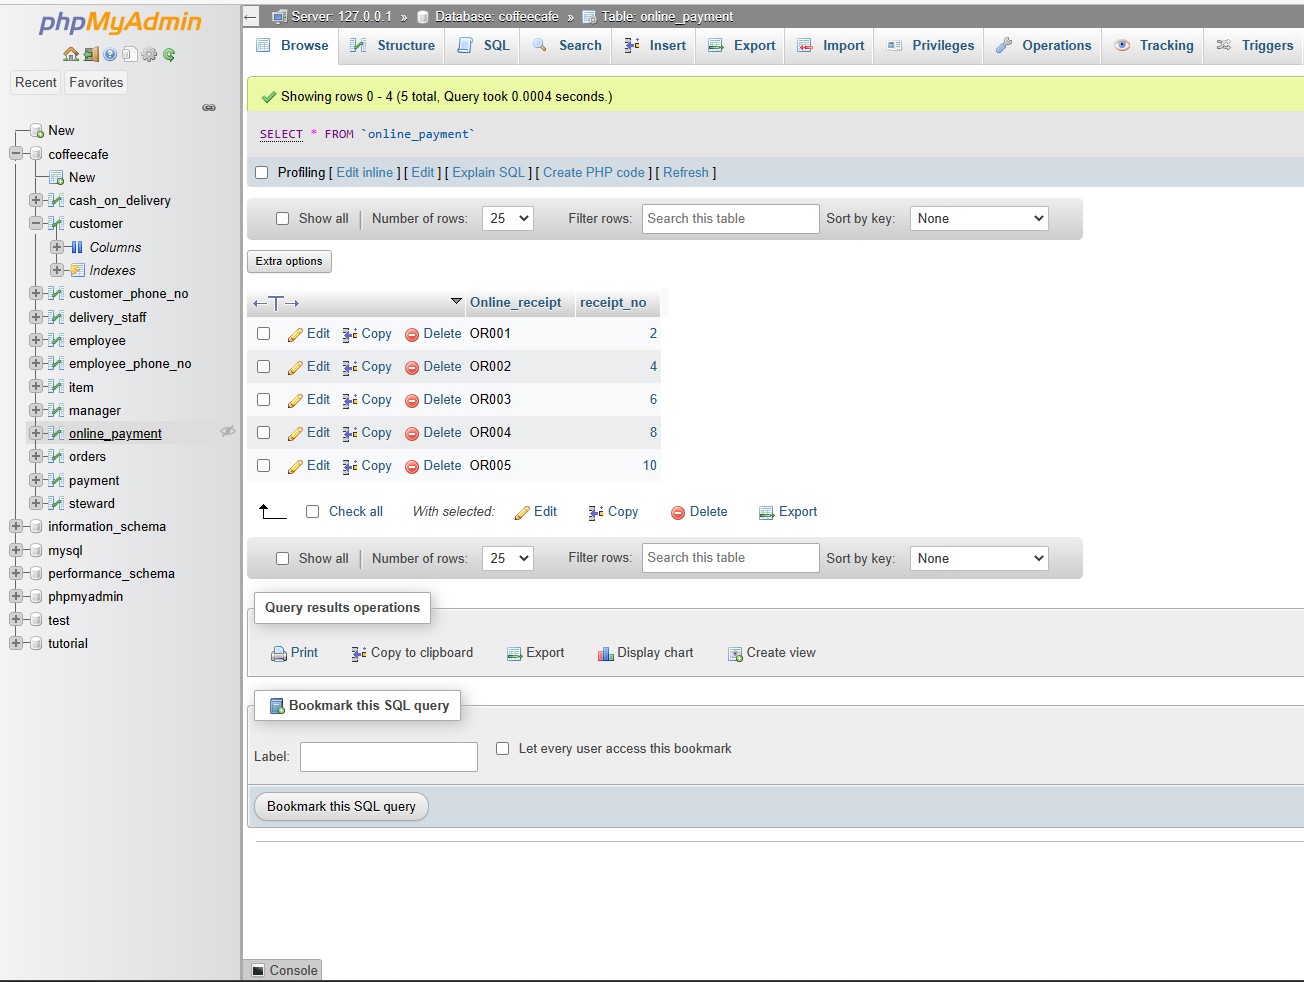 phpMyAdmin
Recent Favorites
New
coffeecafe
New
cash_on_delivery
customer
Columns
Indexes
customer_phone_no
delivery_staff
employee
employee_phone_no
item
manager
online_payment
orders
payment
steward
information_schema
mysql
performance_schema
phpmyadmin
test
tutorial
Server: 127.0.0.1 » Database: coffeecafe » Table: online_payment
Browse Structure SQL Search Insert Export Import Privileges Operations Tracking Triggers
Showing rows 0 - 4 (5 total, Query took 0.0004 seconds.)
SELECT * FROM `online_payment`
Profiling [ Edit inline ] [ Edit ] [ Explain SQL ] [ Create PHP code ] [ Refresh ]
Show all Number of rows: 25 Filter rows: Search this table Sort by key: None
Extra options
←T→ Online_receipt receipt_no
Edit Copy Delete OR001 2
Edit Copy Delete OR002 4
Edit Copy Delete OR003 6
Edit Copy Delete OR004 8
Edit Copy Delete OR005 10
Check all With selected: Edit Copy Delete Export
Show all Number of rows: 25 Filter rows: Search this table Sort by key: None
Query results operations
Print Copy to clipboard Export Display chart Create view
Bookmark this SQL query
Label: Let every user access this bookmark
Bookmark this SQL query
Console